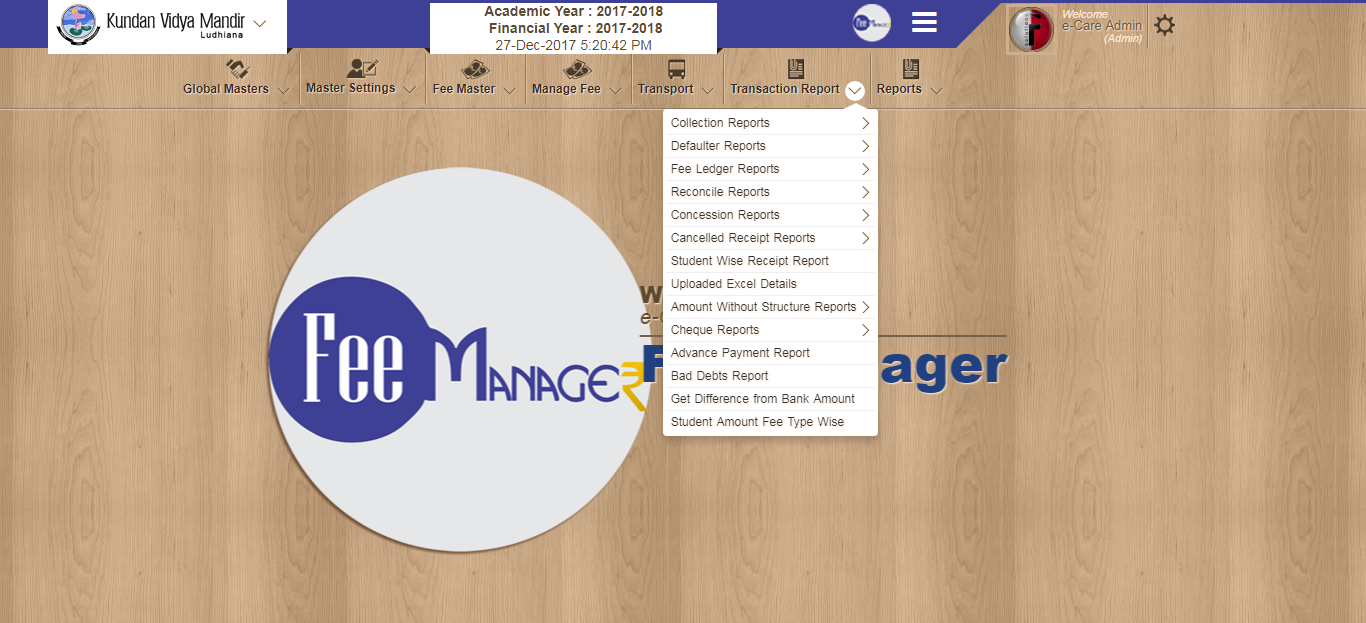 Kundan Vidya Mandir
Ludhiana
Academic Year : 2017-2018
Financial Year : 2017-2018
27-Dec-2017 5:20:42 PM
Fee Manager
Welcome
e-Care Admin
(Admin)
Global Masters
Master Settings
Fee Master
Manage Fee
Transport
Transaction Report
Reports
Collection Reports
Defaulter Reports
Fee Ledger Reports
Reconcile Reports
Concession Reports
Cancelled Receipt Reports
Student Wise Receipt Report
Uploaded Excel Details
Amount Without Structure Reports
Cheque Reports
Advance Payment Report
Bad Debts Report
Get Difference from Bank Amount
Student Amount Fee Type Wise
Fee MANAGER
ager